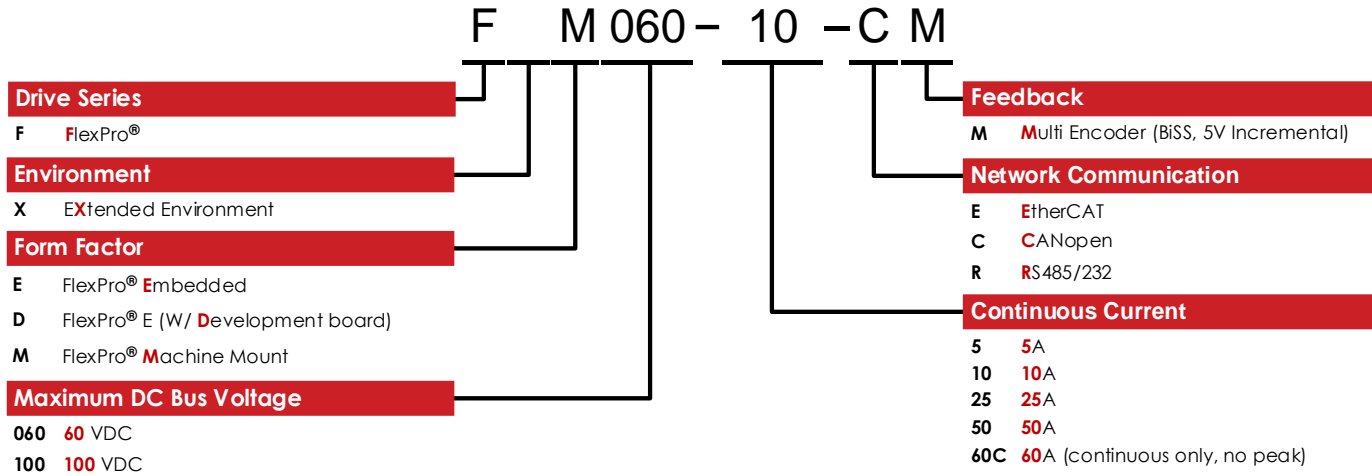 F M 060 – 10 – C M
Drive Series
F FlexPro®
Environment
X EXtended Environment
Form Factor
E FlexPro® Embedded
D FlexPro® E (W/ Development board)
M FlexPro® Machine Mount
Maximum DC Bus Voltage
060 60 VDC
100 100 VDC
Feedback
M Multi Encoder (BiSS, 5V Incremental)
Network Communication
E EtherCAT
C CANopen
R RS485/232
Continuous Current
5 5A
10 10A
25 25A
50 50A
60C 60A (continuous only, no peak)